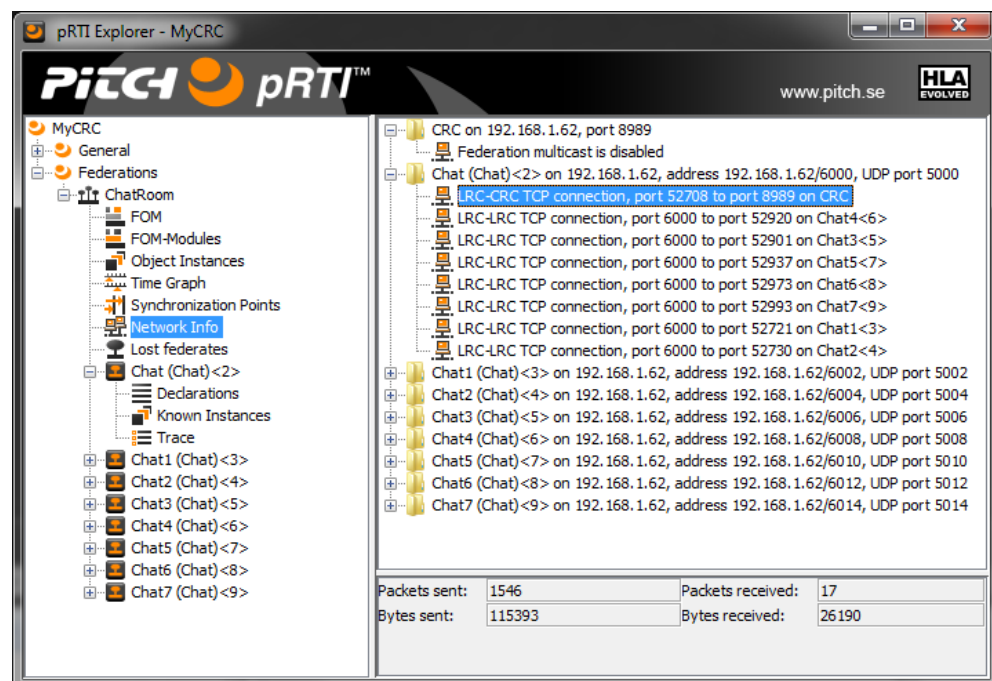 pRTI Explorer - MyCRC
PITCH pRTI™
www.pitch.se
HLA
EVOLVED
MyCRC
General
Federations
ChatRoom
FOM
FOM-Modules
Object Instances
Time Graph
Synchronization Points
Network Info
Lost federates
Chat (Chat)<2>
Declarations
Known Instances
Trace
Chat1 (Chat)<3>
Chat2 (Chat)<4>
Chat3 (Chat)<5>
Chat4 (Chat)<6>
Chat5 (Chat)<7>
Chat6 (Chat)<8>
Chat7 (Chat)<9>
CRC on 192.168.1.62, port 8989
Federation multicast is disabled
Chat (Chat)<2> on 192.168.1.62, address 192.168.1.62/6000, UDP port 5000
LRC-CRC TCP connection, port 52708 to port 8989 on CRC
LRC-LRC TCP connection, port 6000 to port 52920 on Chat4<6>
LRC-LRC TCP connection, port 6000 to port 52901 on Chat3<5>
LRC-LRC TCP connection, port 6000 to port 52937 on Chat5<7>
LRC-LRC TCP connection, port 6000 to port 52973 on Chat6<8>
LRC-LRC TCP connection, port 6000 to port 52993 on Chat7<9>
LRC-LRC TCP connection, port 6000 to port 52721 on Chat1<3>
LRC-LRC TCP connection, port 6000 to port 52730 on Chat2<4>
Chat1 (Chat)<3> on 192.168.1.62, address 192.168.1.62/6002, UDP port 5002
Chat2 (Chat)<4> on 192.168.1.62, address 192.168.1.62/6004, UDP port 5004
Chat3 (Chat)<5> on 192.168.1.62, address 192.168.1.62/6006, UDP port 5006
Chat4 (Chat)<6> on 192.168.1.62, address 192.168.1.62/6008, UDP port 5008
Chat5 (Chat)<7> on 192.168.1.62, address 192.168.1.62/6010, UDP port 5010
Chat6 (Chat)<8> on 192.168.1.62, address 192.168.1.62/6012, UDP port 5012
Chat7 (Chat)<9> on 192.168.1.62, address 192.168.1.62/6014, UDP port 5014
Packets sent: 1546 Packets received: 17
Bytes sent: 115393 Bytes received: 26190